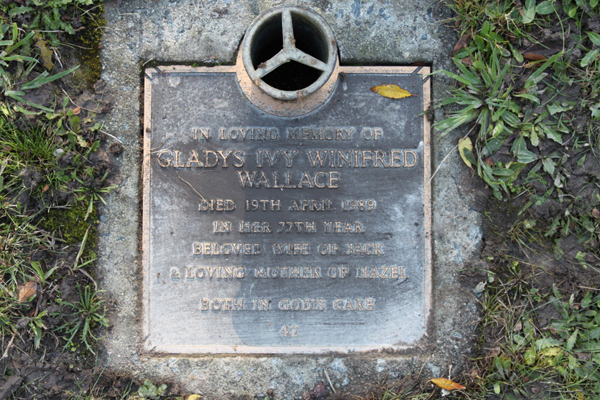 IN LOVING MEMORY OF
GLADYS IVY WINIFRED
WALLACE
DIED 19TH APRIL 1989
IN HER 77TH YEAR
BELOVED WIFE OF JACK
& LOVING MOTHER OF HAZEL
BOTH IN GOD'S CARE